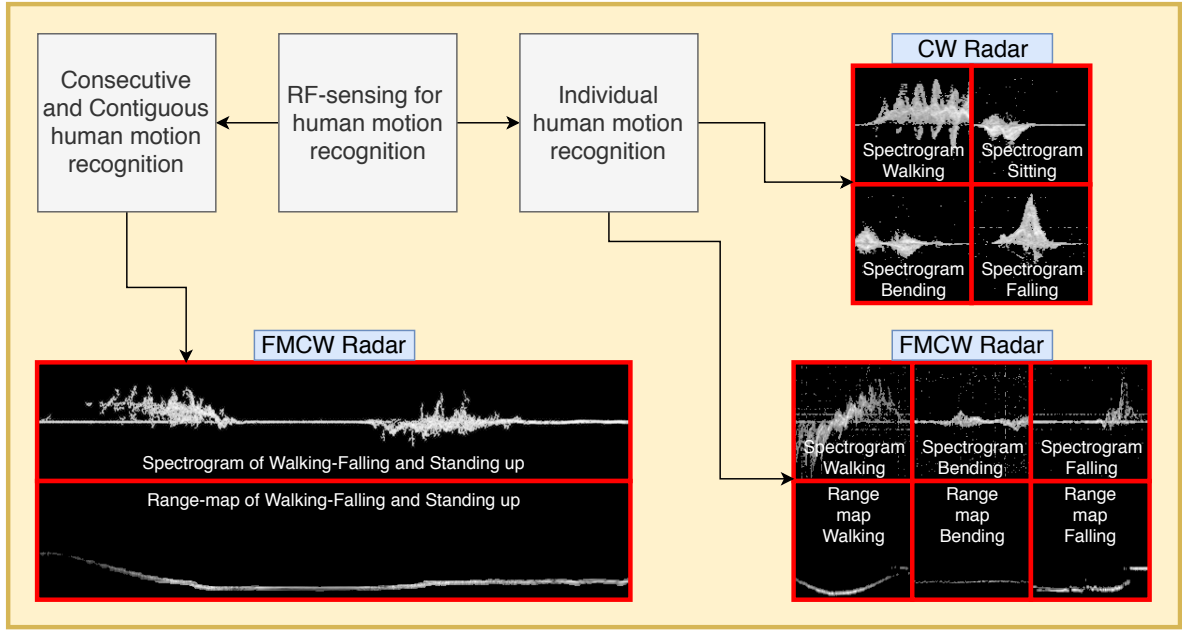 Consecutive
and Contiguous
human motion
recognition
RF-sensing for
human motion
recognition
Individual
human motion
recognition
CW Radar
Spectrogram
Walking
Spectrogram
Sitting
Spectrogram
Bending
Spectrogram
Falling
FMCW Radar
Spectrogram of Walking-Falling and Standing up
Range-map of Walking-Falling and Standing up
FMCW Radar
Spectrogram
Walking
Spectrogram
Bending
Spectrogram
Falling
Range
map
Walking
Range
map
Bending
Range
map
Falling